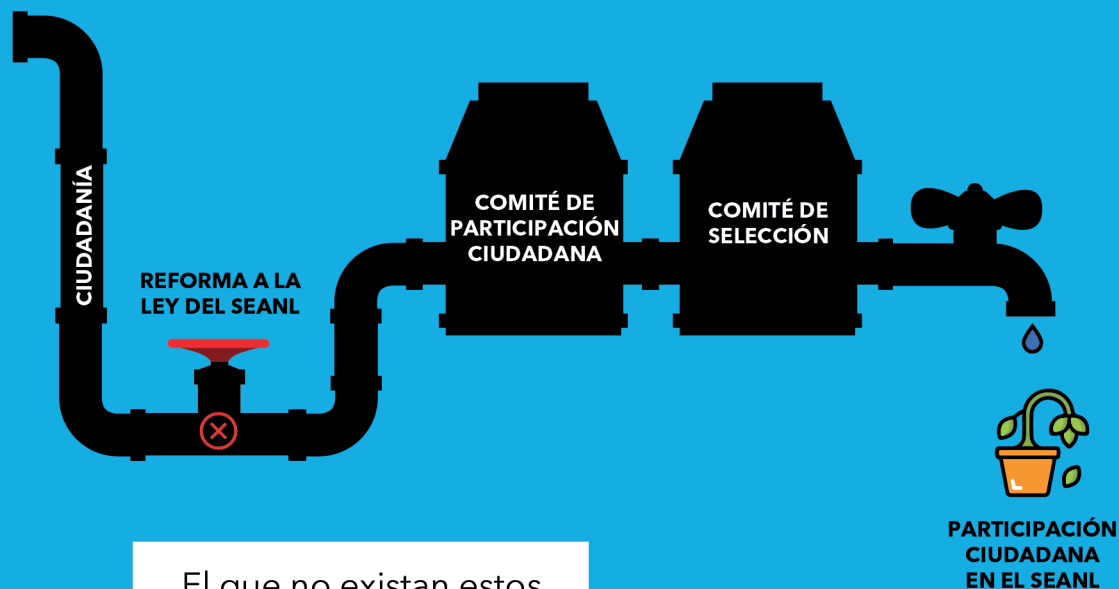 CIUDADANÍA
REFORMA A LA
LEY DEL SEANL
COMITÉ DE
PARTICIPACIÓN
CIUDADANA
COMITÉ DE
SELECCIÓN
PARTICIPACIÓN
CIUDADANA
EN EL SEANL
El que no existan estos